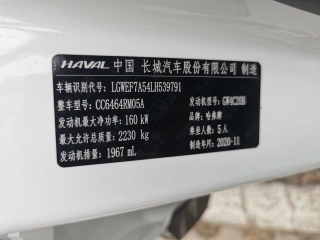 HAVAL 中国 长城汽车股份有限公司 制造
车辆识别代号: LGWEF7A54LH539791
整车型号: CC6464RM05A 发动机型号: GW4C20B
发动机最大净功率: 160 kW 品牌: 哈弗牌
最大允许总质量: 2230 kg 乘坐人数: 5人
发动机排量: 1967 mL 制造年月: 2020-11